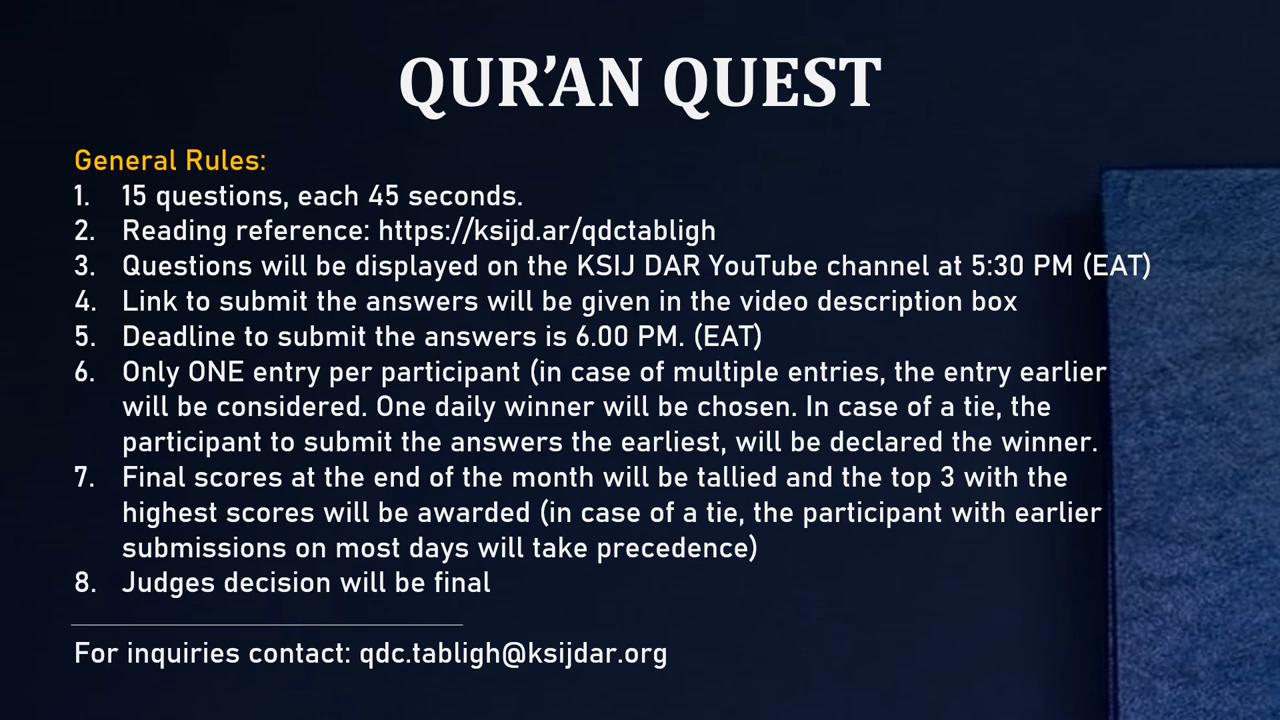 QUR’AN QUEST
General Rules:
1. 15 questions, each 45 seconds.
2. Reading reference: https://ksijd.ar/qdctabligh
3. Questions will be displayed on the KSIJ DAR YouTube channel at 5:30 PM (EAT)
4. Link to submit the answers will be given in the video description box
5. Deadline to submit the answers is 6.00 PM. (EAT)
6. Only ONE entry per participant (in case of multiple entries, the entry earlier
will be considered. One daily winner will be chosen. In case of a tie, the
participant to submit the answers the earliest, will be declared the winner.
7. Final scores at the end of the month will be tallied and the top 3 with the
highest scores will be awarded (in case of a tie, the participant with earlier
submissions on most days will take precedence)
8. Judges decision will be final
For inquiries contact: qdc.tabligh@ksijdar.org